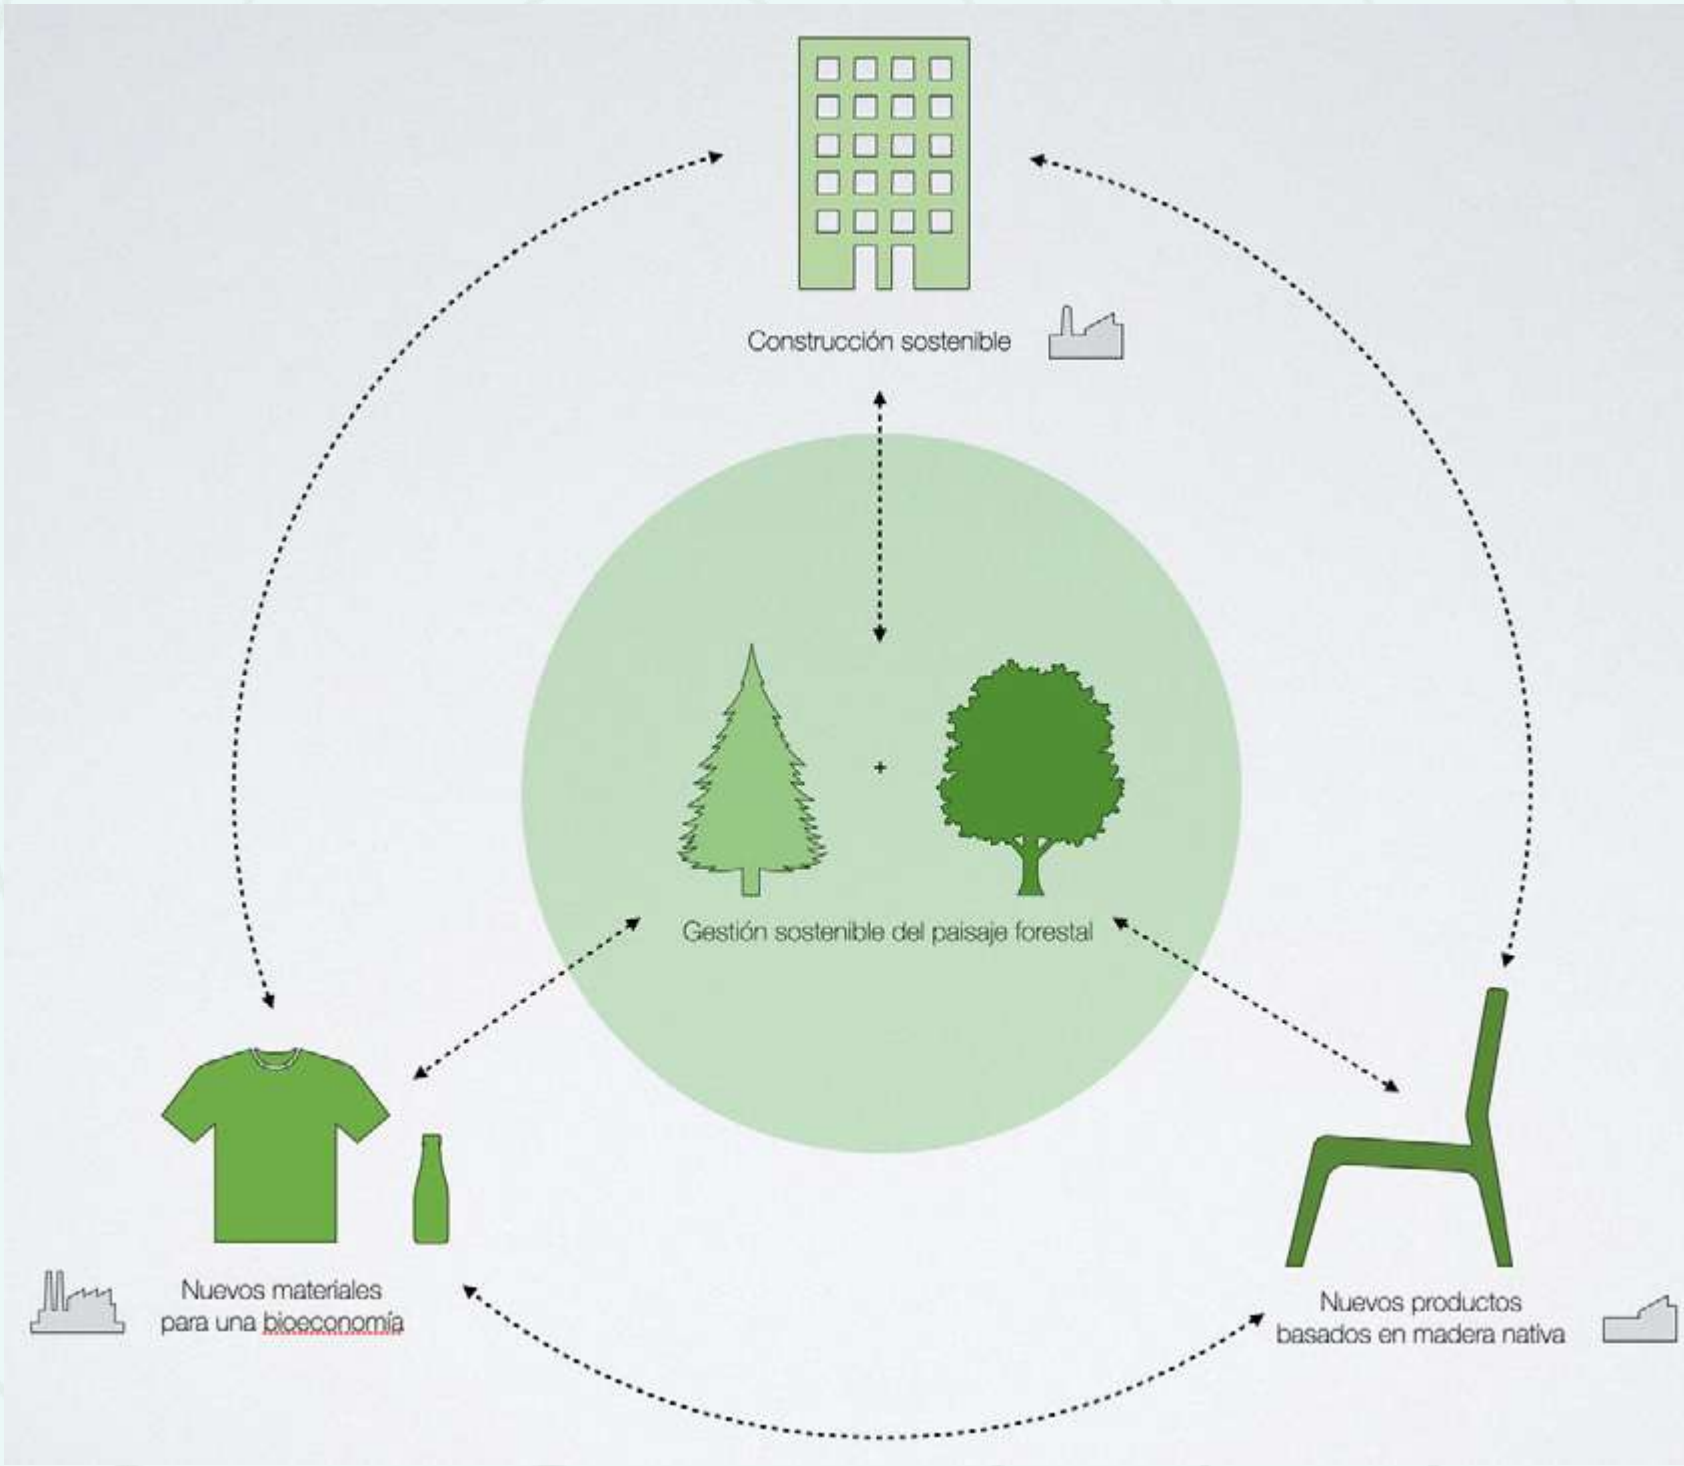 Construcción sostenible
+
Gestión sostenible del paisaje forestal
Nuevos materiales
para una bioeconomía
Nuevos productos
basados en madera nativa